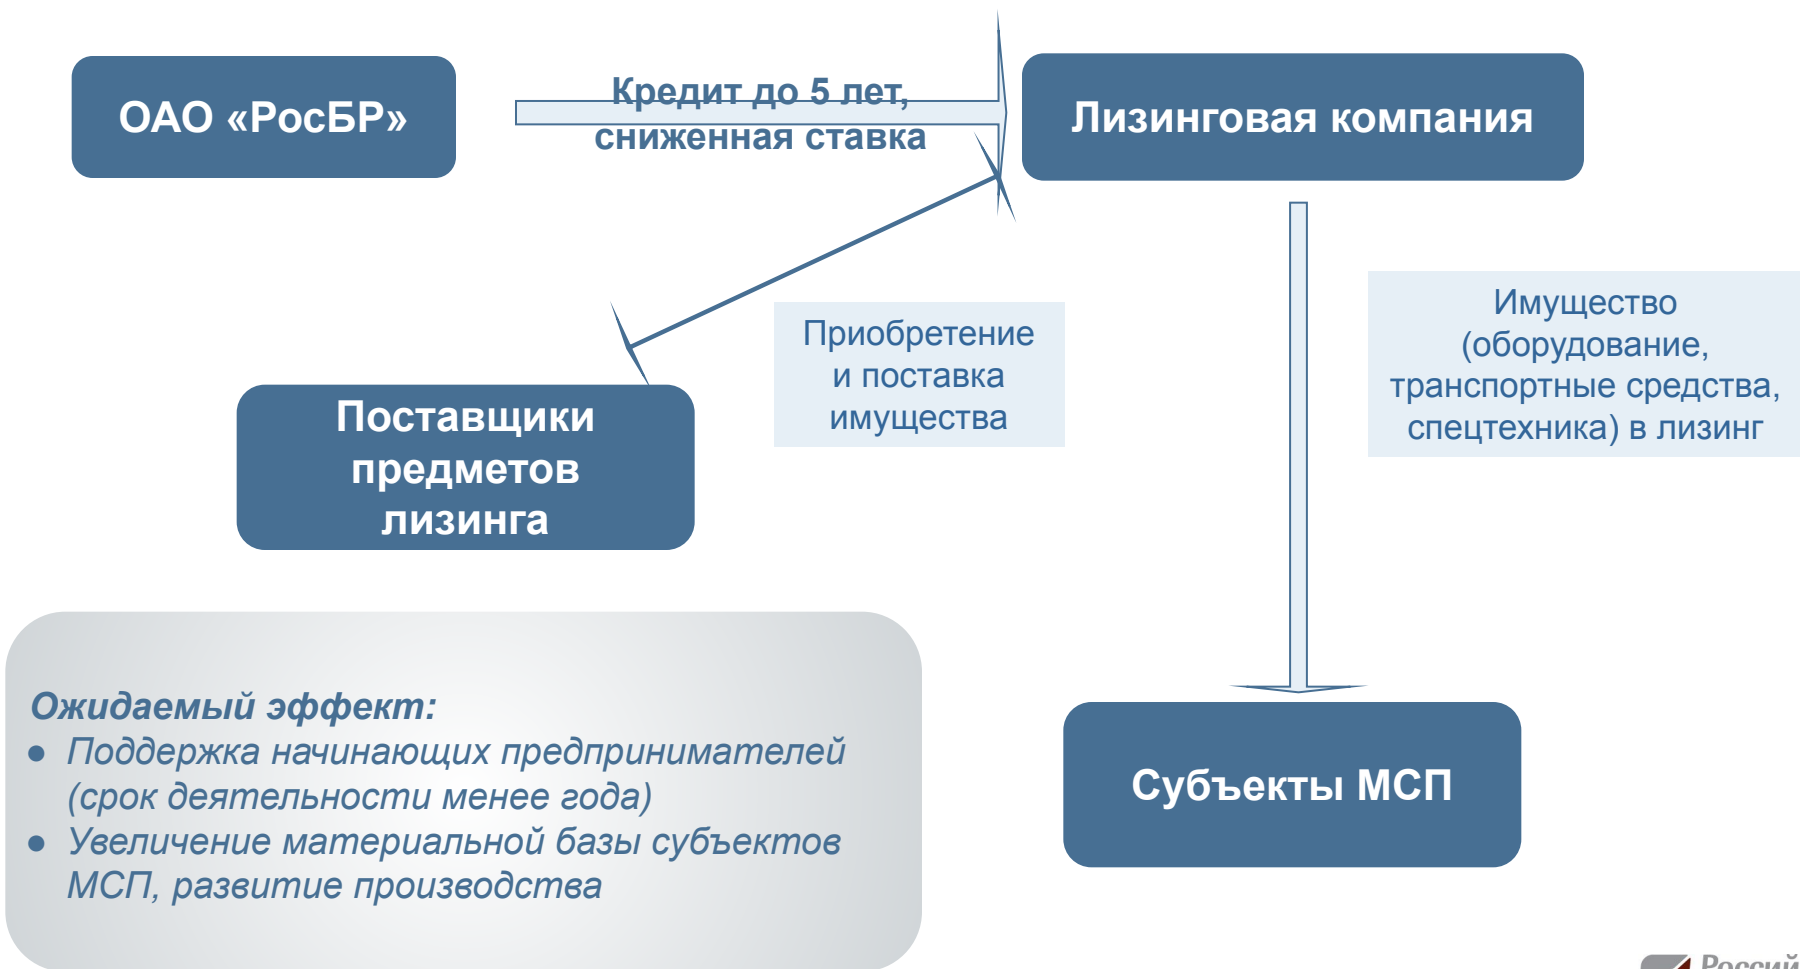 ОАО «РосБР»
Кредит до 5 лет,
сниженная ставка
Лизинговая компания
Приобретение
и поставка
имущества
Имущество
(оборудование,
транспортные средства,
спецтехника) в лизинг
Поставщики
предметов
лизинга
Ожидаемый эффект:
● Поддержка начинающих предпринимателей
(срок деятельности менее года)
● Увеличение материальной базы субъектов
МСП, развитие производства
Субъекты МСП